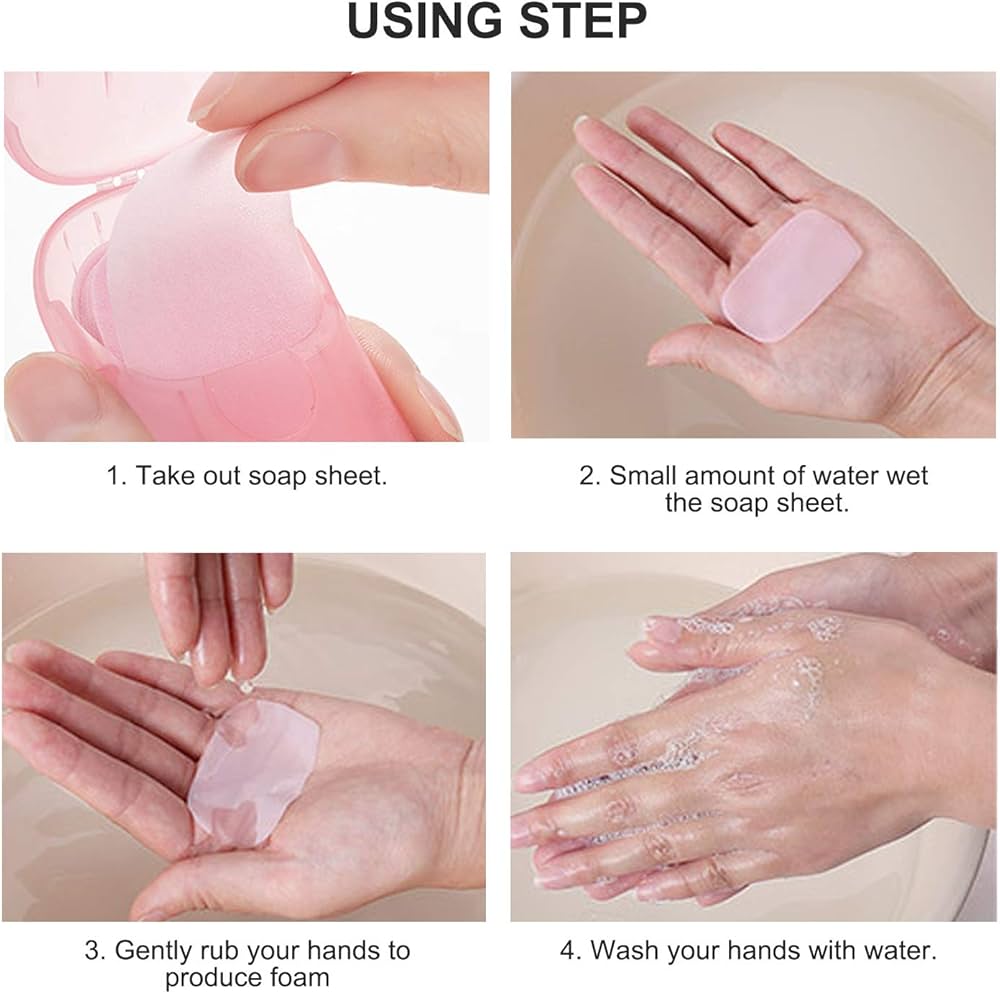 USING STEP
1. Take out soap sheet.
2. Small amount of water wet
the soap sheet.
3. Gently rub your hands to
produce foam
4. Wash your hands with water.